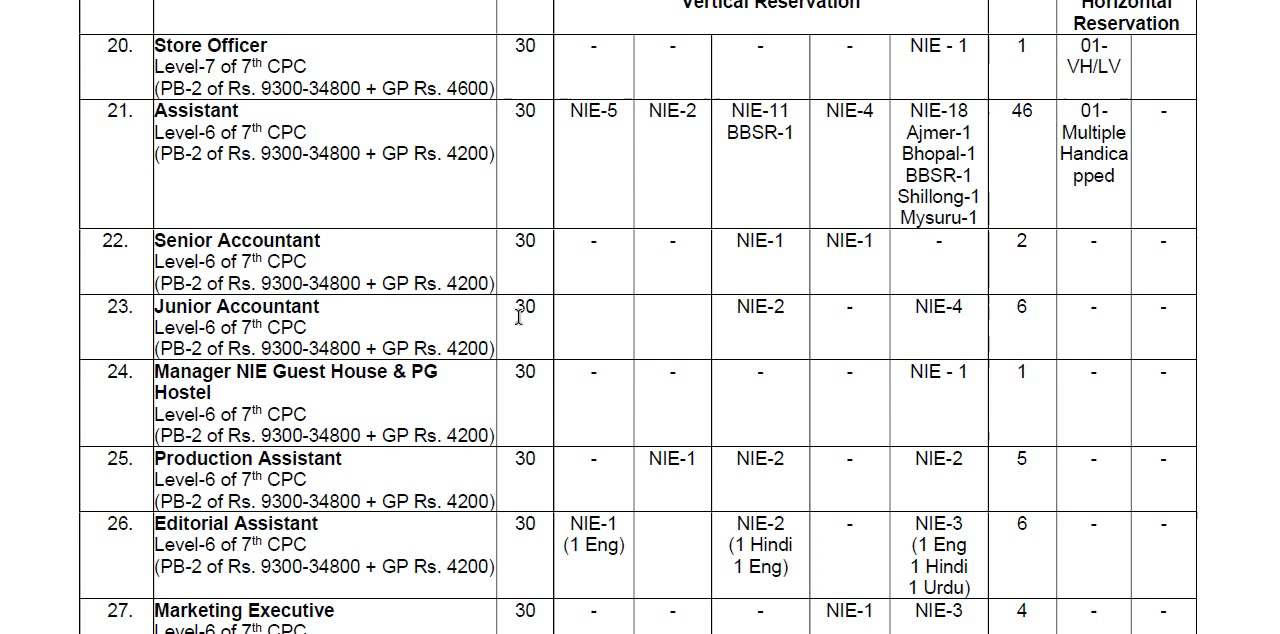 Vertical Reservation Horizontal
Reservation
20. Store Officer 30 - - - - NIE - 1 1 01-
Level-7 of 7th CPC VH/LV
(PB-2 of Rs. 9300-34800 + GP Rs. 4600)
21. Assistant 30 NIE-5 NIE-2 NIE-11 NIE-4 NIE-18 46 01- -
Level-6 of 7th CPC BBSR-1 Ajmer-1 Multiple
(PB-2 of Rs. 9300-34800 + GP Rs. 4200) Bhopal-1 Handica
BBSR-1 pped
Shillong-1
Mysuru-1
22. Senior Accountant 30 - - NIE-1 NIE-1 - 2 - -
Level-6 of 7th CPC
(PB-2 of Rs. 9300-34800 + GP Rs. 4200)
23. Junior Accountant 30 NIE-2 - NIE-4 6 - -
Level-6 of 7th CPC
(PB-2 of Rs. 9300-34800 + GP Rs. 4200)
24. Manager NIE Guest House & PG 30 - - - - NIE - 1 1 - -
Hostel
Level-6 of 7th CPC
(PB-2 of Rs. 9300-34800 + GP Rs. 4200)
25. Production Assistant 30 - NIE-1 NIE-2 - NIE-2 5 - -
Level-6 of 7th CPC
(PB-2 of Rs. 9300-34800 + GP Rs. 4200)
26. Editorial Assistant 30 NIE-1 NIE-2 - NIE-3 6 - -
Level-6 of 7th CPC (1 Eng) (1 Hindi (1 Eng
(PB-2 of Rs. 9300-34800 + GP Rs. 4200) 1 Eng) 1 Hindi
1 Urdu)
27. Marketing Executive 30 - - - NIE-1 NIE-3 4 - -
Level-6 of 7th CPC